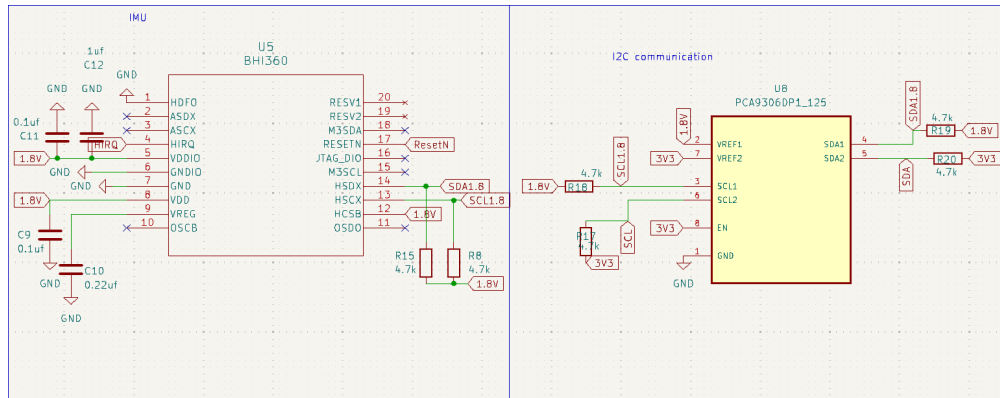 IMU
U5
BHI360
1uf
C12
GND
GND
GND
0.1uf
C11
HIRQ
1.8V
GND
GND
1.8V
C9
0.1uf
GND
C10
0.22uf
GND
1 HDFO
2 ASDX
3 ASCX
4 HIRQ
5 VDDIO
6 GNDIO
7 GND
8 VDD
9 VREG
10 OSCB
RESV1 20
RESV2 19
M3SDA 18
RESETN 17
JTAG_DIO 16
M3SCL 15
HSDX 14
HSCX 13
HCSB 12
OSDO 11
ResetN
SDA1.8
SCL1.8
1.8V
R15
4.7k
R8
4.7k
1.8V
I2C communication
U8
PCA9306DP1_125
1.8V
3V3
SCL1.8
4.7k
1.8V
R18
R17
4.7k
3V3
SCL
3V3
GND
2 VREF1
7 VREF2
3 SCL1
6 SCL2
8 EN
1 GND
SDA1 4
SDA2 5
SDA1.8
4.7k
R19
1.8V
R20
3V3
4.7k
SDA